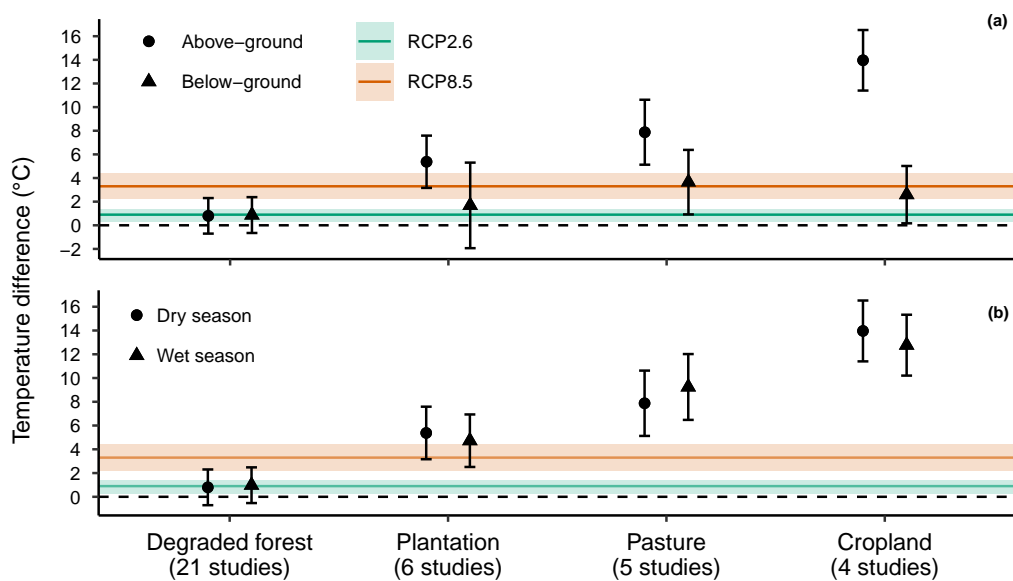 (a)
Above−ground
Below−ground
RCP2.6
RCP8.5
16
14
12
10
8
6
4
2
0
−2
Temperature difference (°C)
(b)
Dry season
Wet season
16
14
12
10
8
6
4
2
0
Degraded forest
(21 studies)
Plantation
(6 studies)
Pasture
(5 studies)
Cropland
(4 studies)